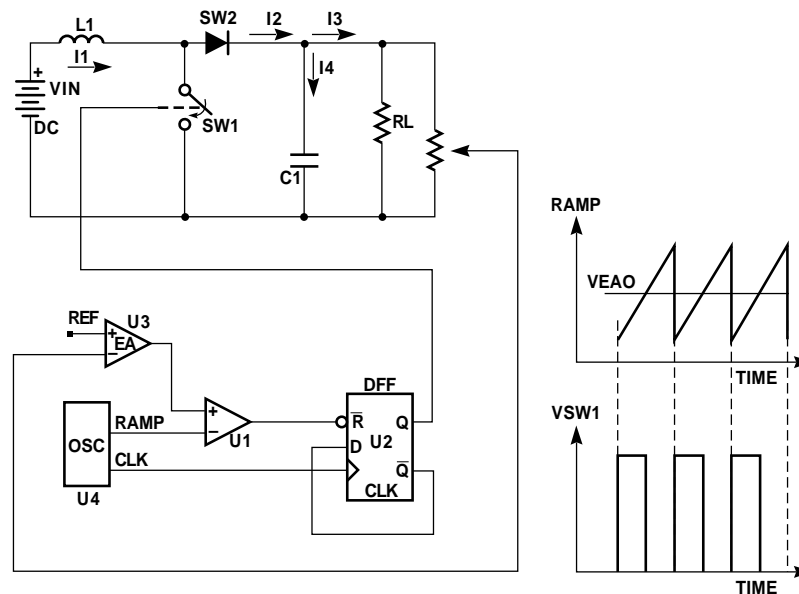 SW2
L1
I2
I3
I1
I4
+
VIN
DC
SW1
RL
C1
REF
U3
+
EA
–
DFF
RAMP
+
–
U1
R
Q
D
U2
OSC
CLK
Q
CLK
U4
RAMP
VEAO
TIME
VSW1
TIME